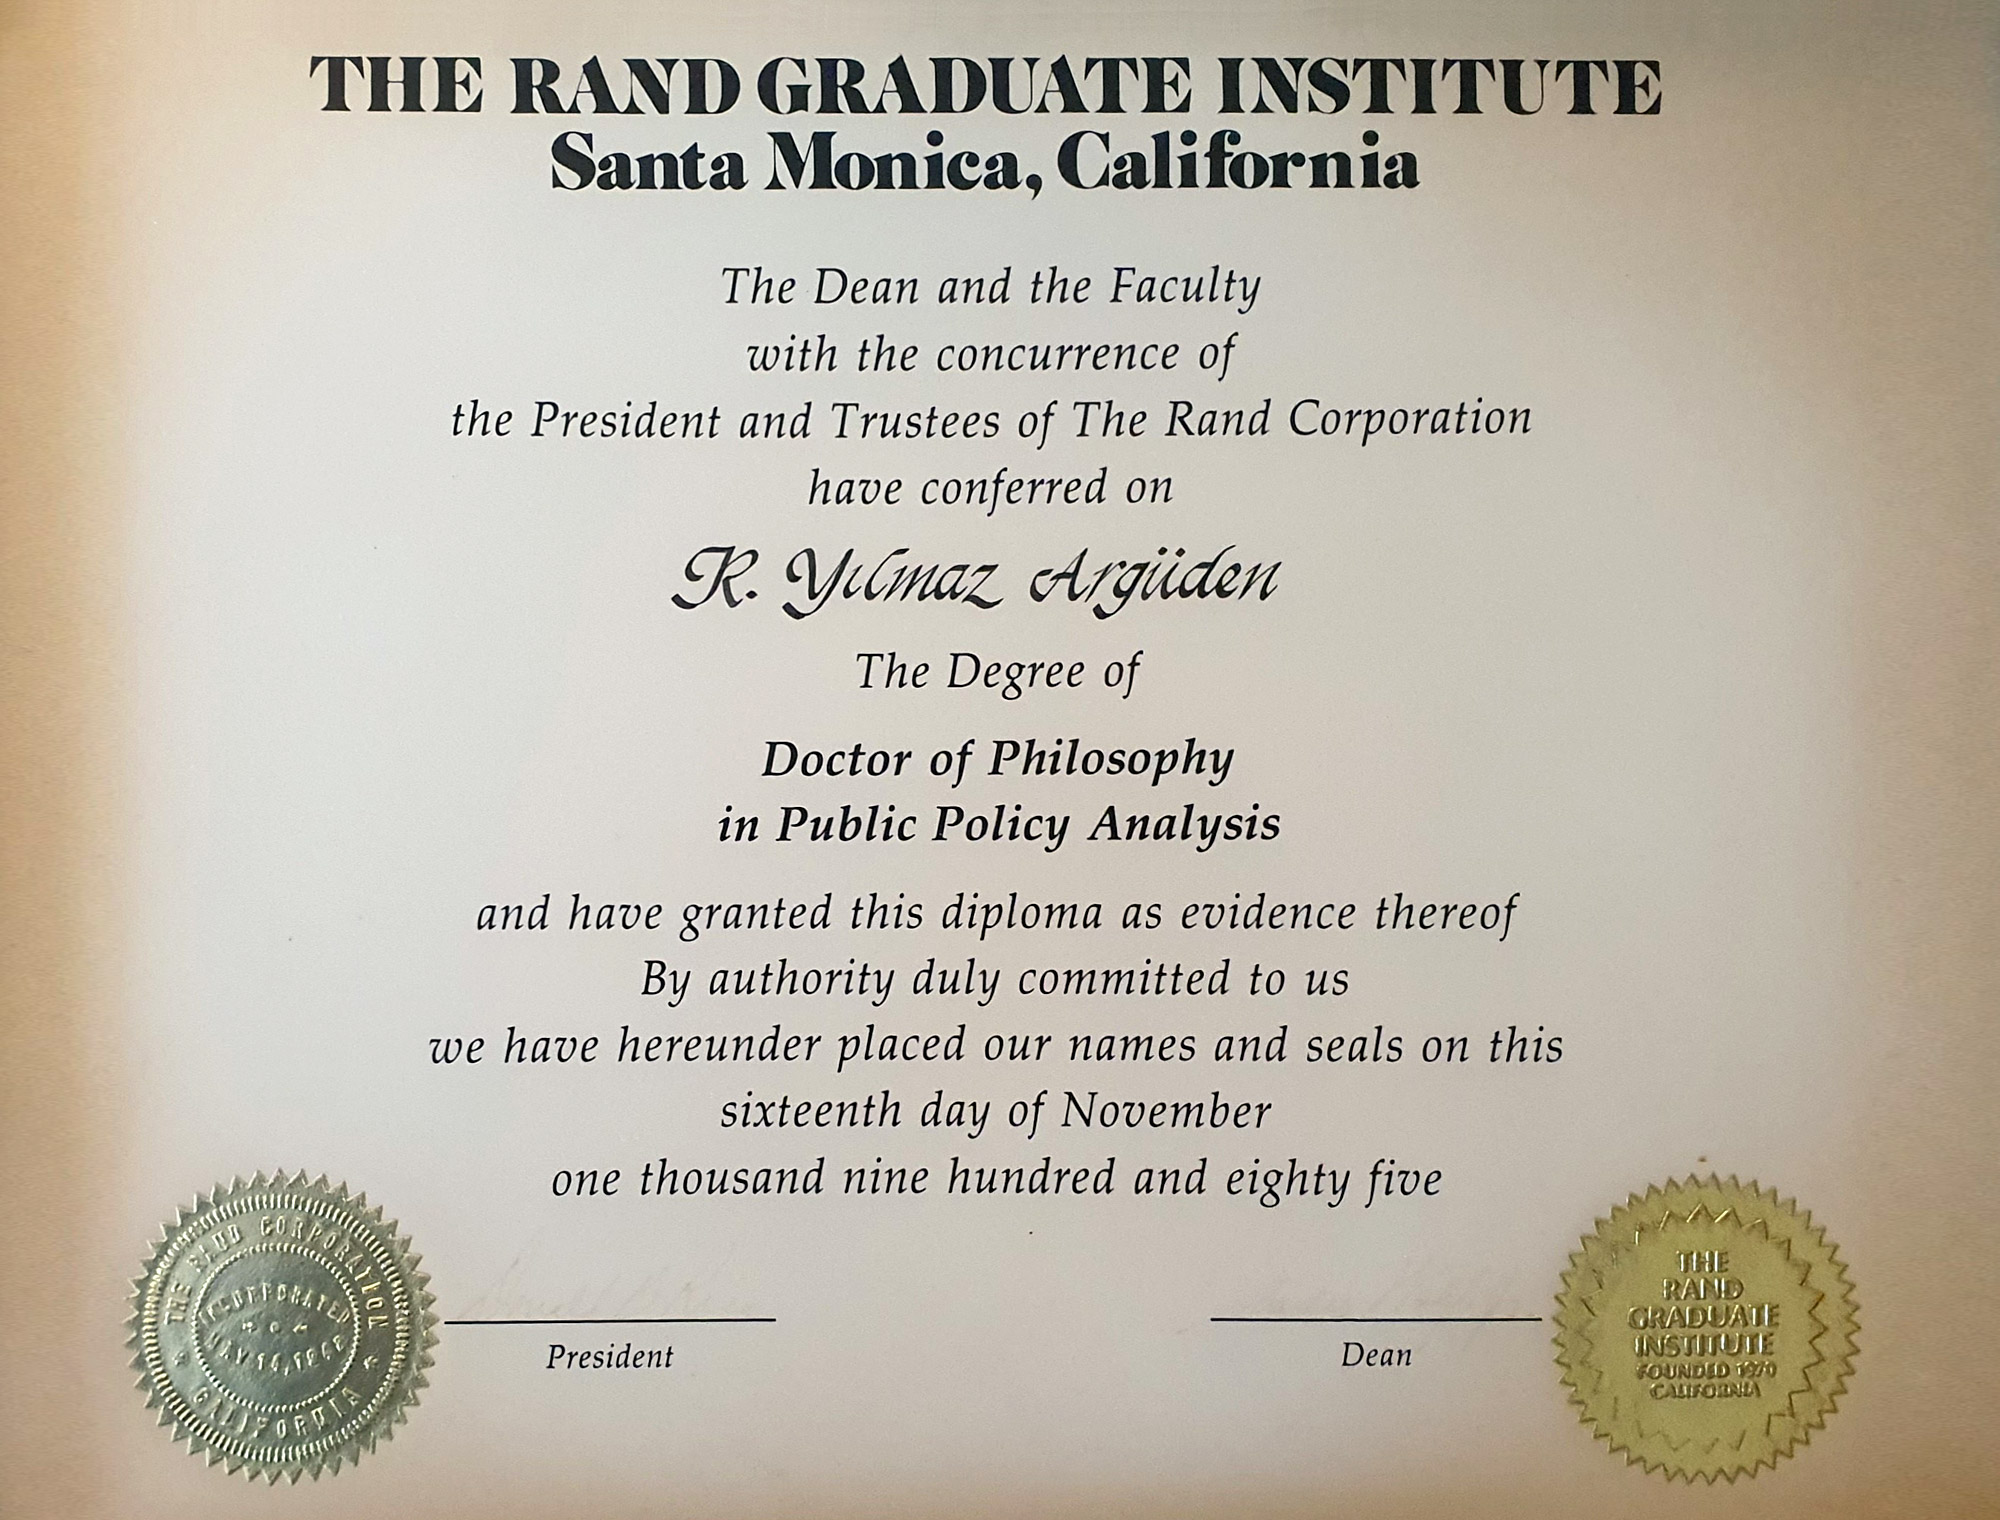 THE RAND GRADUATE INSTITUTE
Santa Monica, California
The Dean and the Faculty
with the concurrence of
the President and Trustees of The Rand Corporation
have conferred on
R. Yılmaz Argüden
The Degree of
Doctor of Philosophy
in Public Policy Analysis
and have granted this diploma as evidence thereof
By authority duly committed to us
we have hereunder placed our names and seals on this
sixteenth day of November
one thousand nine hundred and eighty five
President
Dean
THE RAND CORPORATION
INCORPORATED
MAY 14, 1948
CALIFORNIA
THE
RAND
GRADUATE
INSTITUTE
FOUNDED 1970
CALIFORNIA